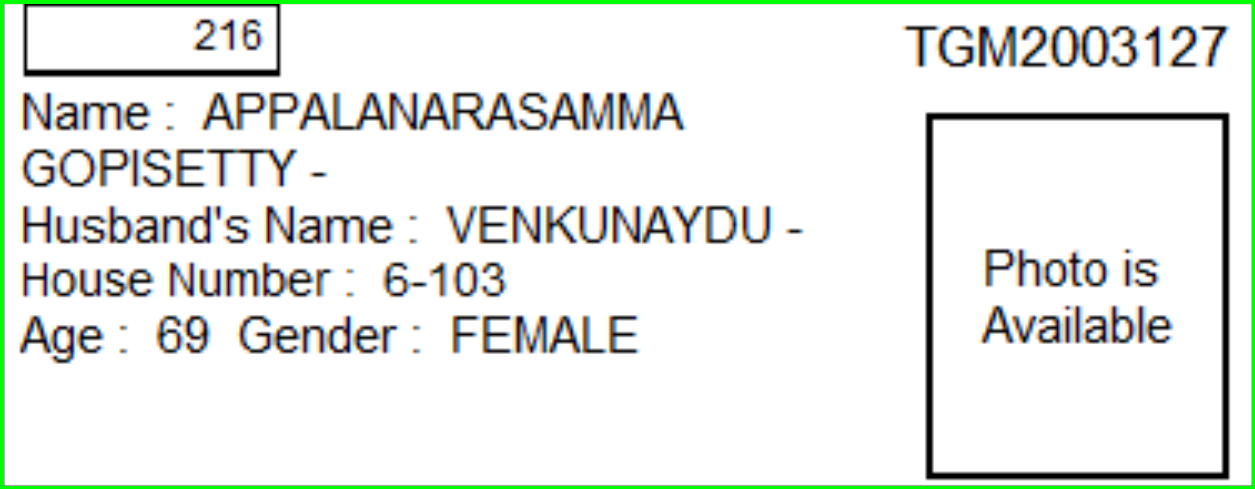 216
TGM2003127
Name : APPALANARASAMMA
GOPISETTY -
Husband's Name : VENKUNAYDU -
House Number : 6-103
Age : 69 Gender : FEMALE
Photo is
Available